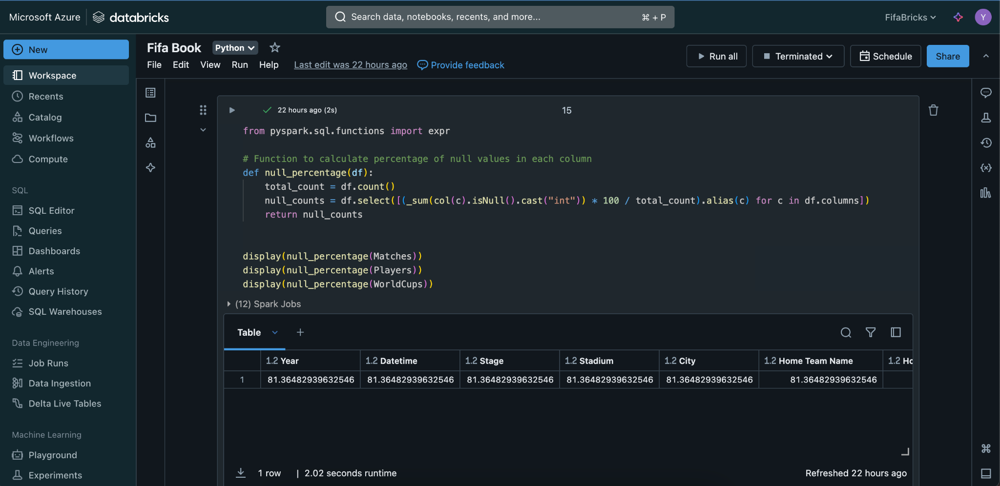 Microsoft Azure databricks
Search data, notebooks, recents, and more... ⌘ + P
FifaBricks
Y
New
Workspace
Recents
Catalog
Workflows
Compute
SQL
SQL Editor
Queries
Dashboards
Alerts
Query History
SQL Warehouses
Data Engineering
Job Runs
Data Ingestion
Delta Live Tables
Machine Learning
Playground
Experiments
Fifa Book Python
File Edit View Run Help Last edit was 22 hours ago Provide feedback
Run all Terminated Schedule Share
22 hours ago (2s) 15
from pyspark.sql.functions import expr
# Function to calculate percentage of null values in each column
def null_percentage(df):
total_count = df.count()
null_counts = df.select([(_sum(col(c).isNull().cast("int")) * 100 / total_count).alias(c) for c in df.columns])
return null_counts
display(null_percentage(Matches))
display(null_percentage(Players))
display(null_percentage(WorldCups))
(12) Spark Jobs
Table +
1.2 Year 1.2 Datetime 1.2 Stage 1.2 Stadium 1.2 City 1.2 Home Team Name 1.2 Ho
1 81.36482939632546 81.36482939632546 81.36482939632546 81.36482939632546 81.36482939632546 81.36482939632546
1 row | 2.02 seconds runtime Refreshed 22 hours ago